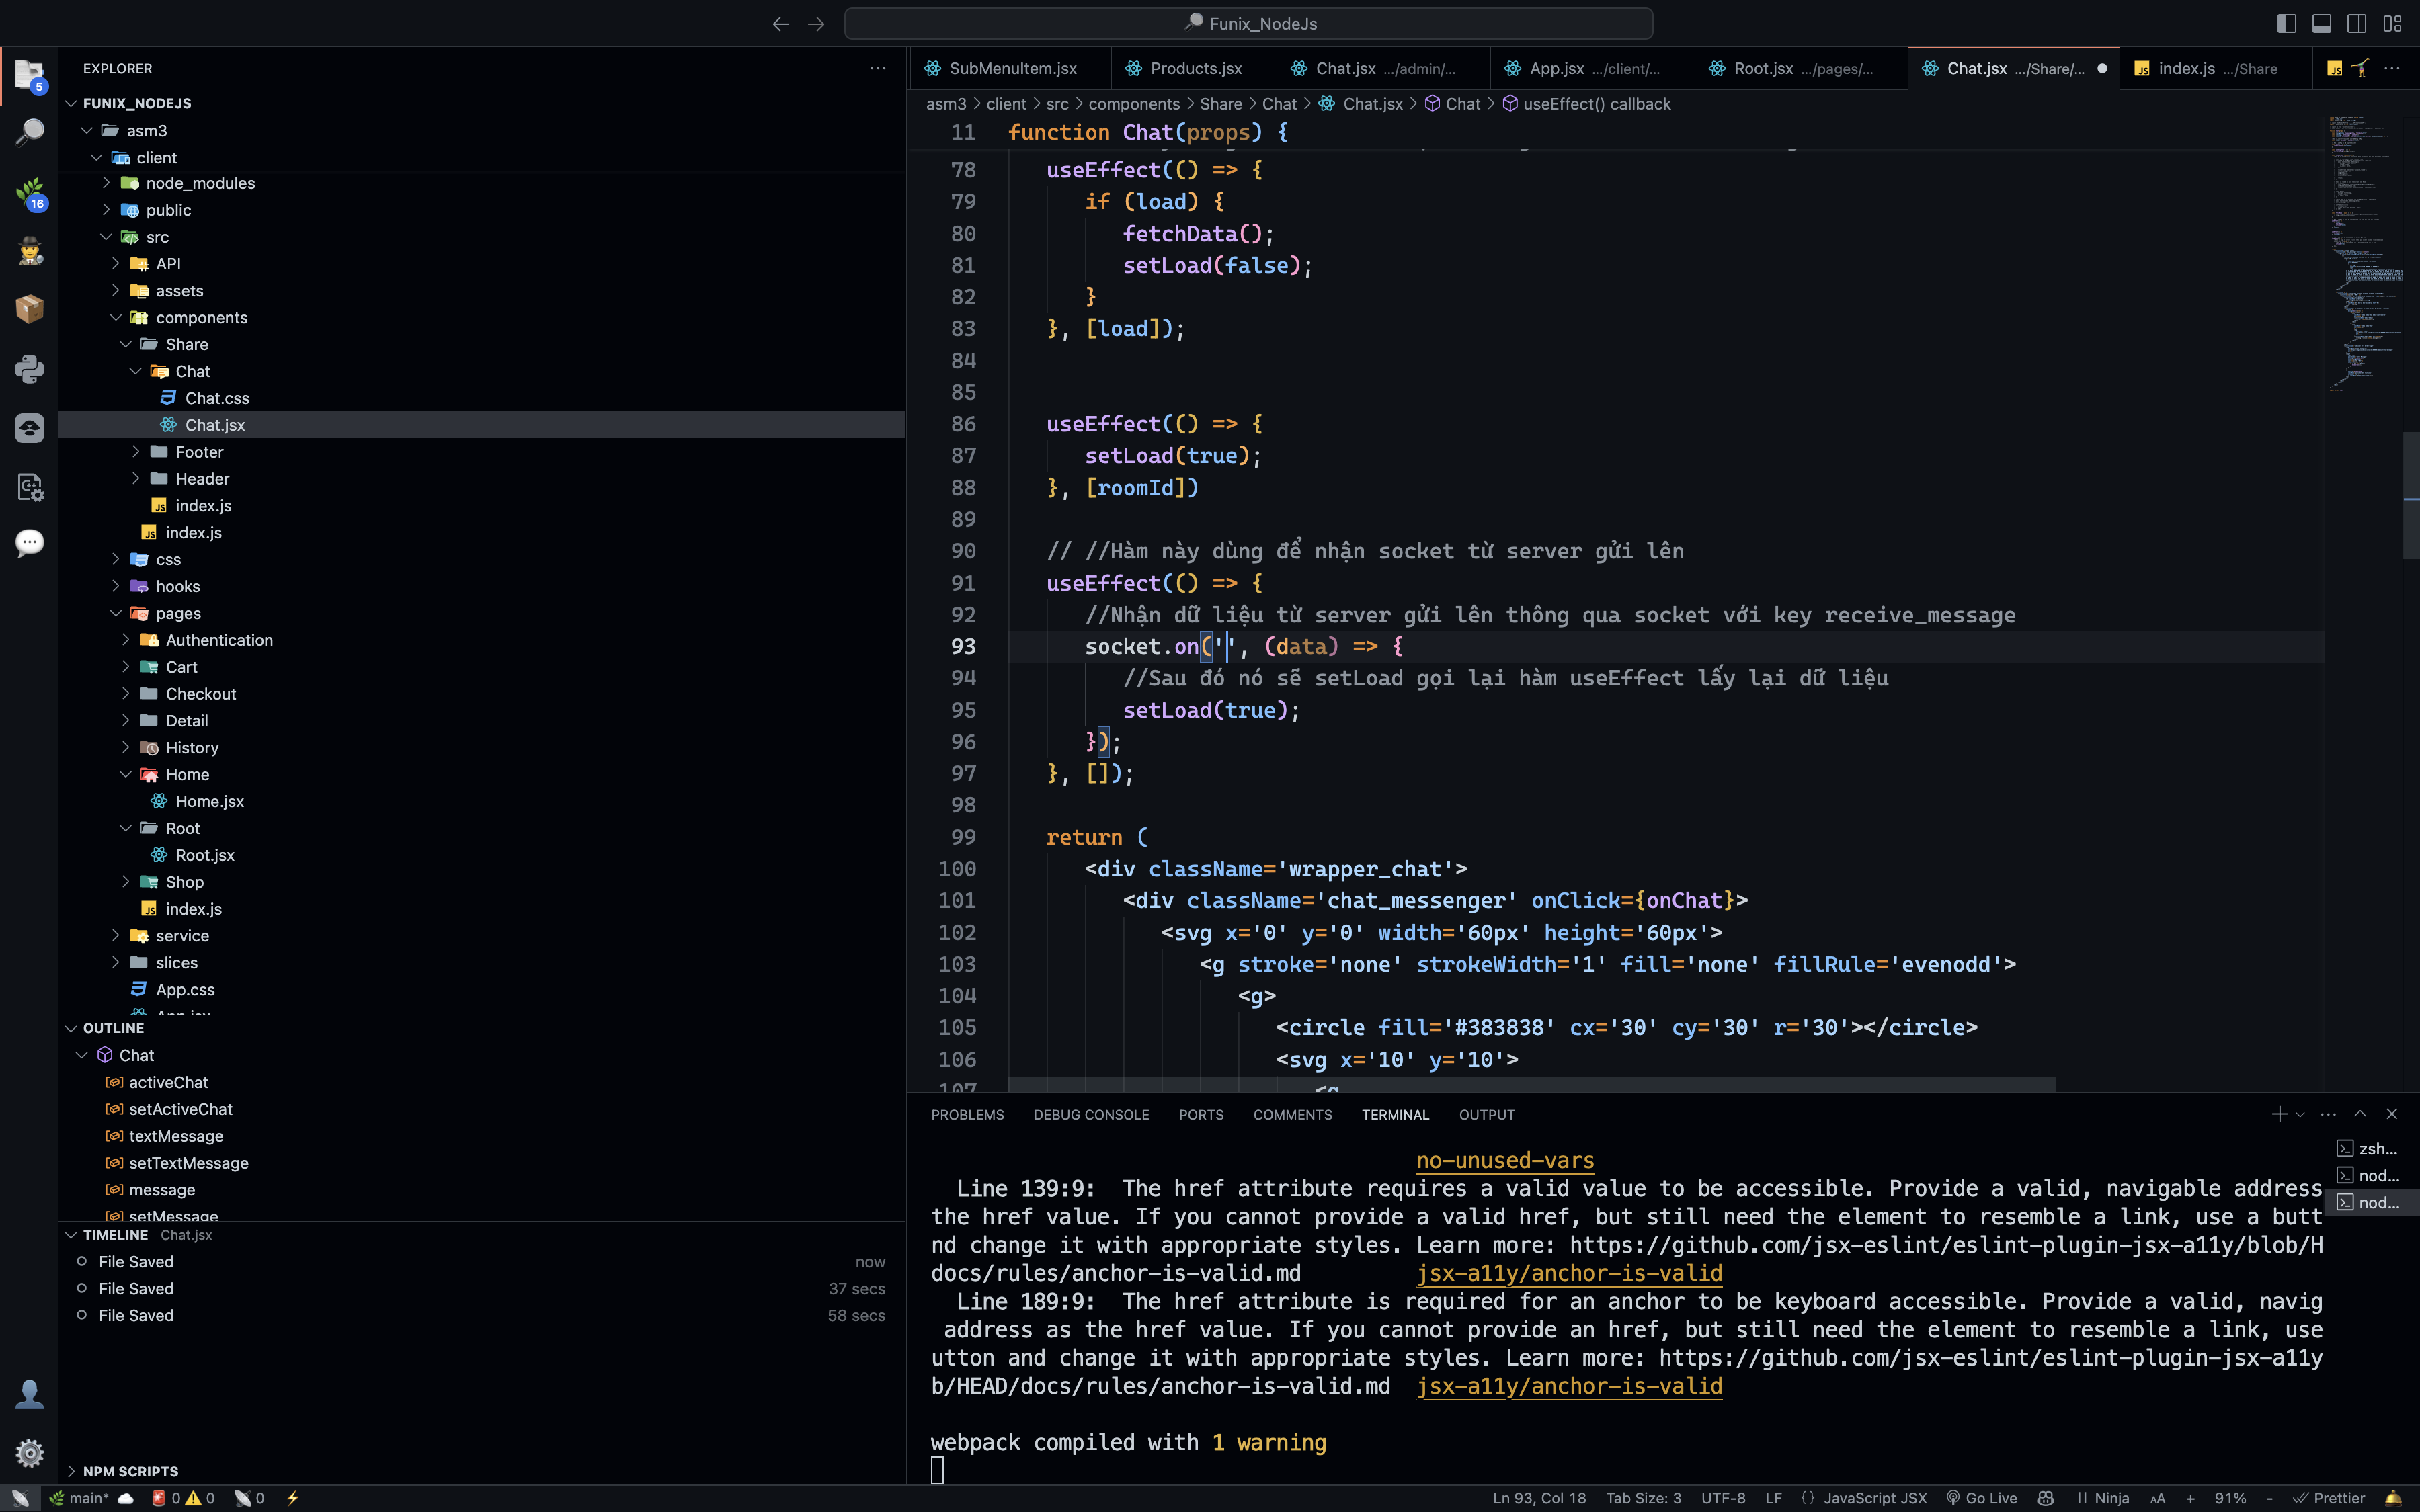 Funix_NodeJs
EXPLORER
FUNIX_NODEJS
asm3
client
node_modules
public
src
API
assets
components
Share
Chat
Chat.css
Chat.jsx
Footer
Header
index.js
index.js
css
hooks
pages
Authentication
Cart
Checkout
Detail
History
Home
Home.jsx
Root
Root.jsx
Shop
index.js
service
slices
App.css
OUTLINE
Chat
activeChat
setActiveChat
textMessage
setTextMessage
message
setMessage
TIMELINE Chat.jsx
File Saved now
File Saved 37 secs
File Saved 58 secs
NPM SCRIPTS
5
16
SubMenuItem.jsx
Products.jsx
Chat.jsx .../admin/...
App.jsx .../client/...
Root.jsx .../pages/...
Chat.jsx .../Share/...
index.js .../Share
asm3 > client > src > components > Share > Chat > Chat.jsx > Chat > useEffect() callback
11 function Chat(props) {
78 useEffect(() => {
79 if (load) {
80 fetchData();
81 setLoad(false);
82 }
83 }, [load]);
84
85
86 useEffect(() => {
87 setLoad(true);
88 }, [roomId])
89
90 // //Hàm này dùng để nhận socket từ server gửi lên
91 useEffect(() => {
92 //Nhận dữ liệu từ server gửi lên thông qua socket với key receive_message
93 socket.on('', (data) => {
94 //Sau đó nó sẽ setLoad gọi lại hàm useEffect lấy lại dữ liệu
95 setLoad(true);
96 });
97 }, []);
98
99 return (
100 <div className='wrapper_chat'>
101 <div className='chat_messenger' onClick={onChat}>
102 <svg x='0' y='0' width='60px' height='60px'>
103 <g stroke='none' strokeWidth='1' fill='none' fillRule='evenodd'>
104 <g>
105 <circle fill='#383838' cx='30' cy='30' r='30'></circle>
106 <svg x='10' y='10'>
107 <g
PROBLEMS DEBUG CONSOLE PORTS COMMENTS TERMINAL OUTPUT
no-unused-vars
Line 139:9: The href attribute requires a valid value to be accessible. Provide a valid, navigable address
the href value. If you cannot provide a valid href, but still need the element to resemble a link, use a butt
nd change it with appropriate styles. Learn more: https://github.com/jsx-eslint/eslint-plugin-jsx-a11y/blob/H
docs/rules/anchor-is-valid.md jsx-a11y/anchor-is-valid
Line 189:9: The href attribute is required for an anchor to be keyboard accessible. Provide a valid, navig
address as the href value. If you cannot provide an href, but still need the element to resemble a link, use
utton and change it with appropriate styles. Learn more: https://github.com/jsx-eslint/eslint-plugin-jsx-a11y
b/HEAD/docs/rules/anchor-is-valid.md jsx-a11y/anchor-is-valid
webpack compiled with 1 warning
zsh...
nod...
nod...
main* 0 0 0
Ln 93, Col 18 Tab Size: 3 UTF-8 LF {} JavaScript JSX Go Live Ninja AA + 91% - Prettier